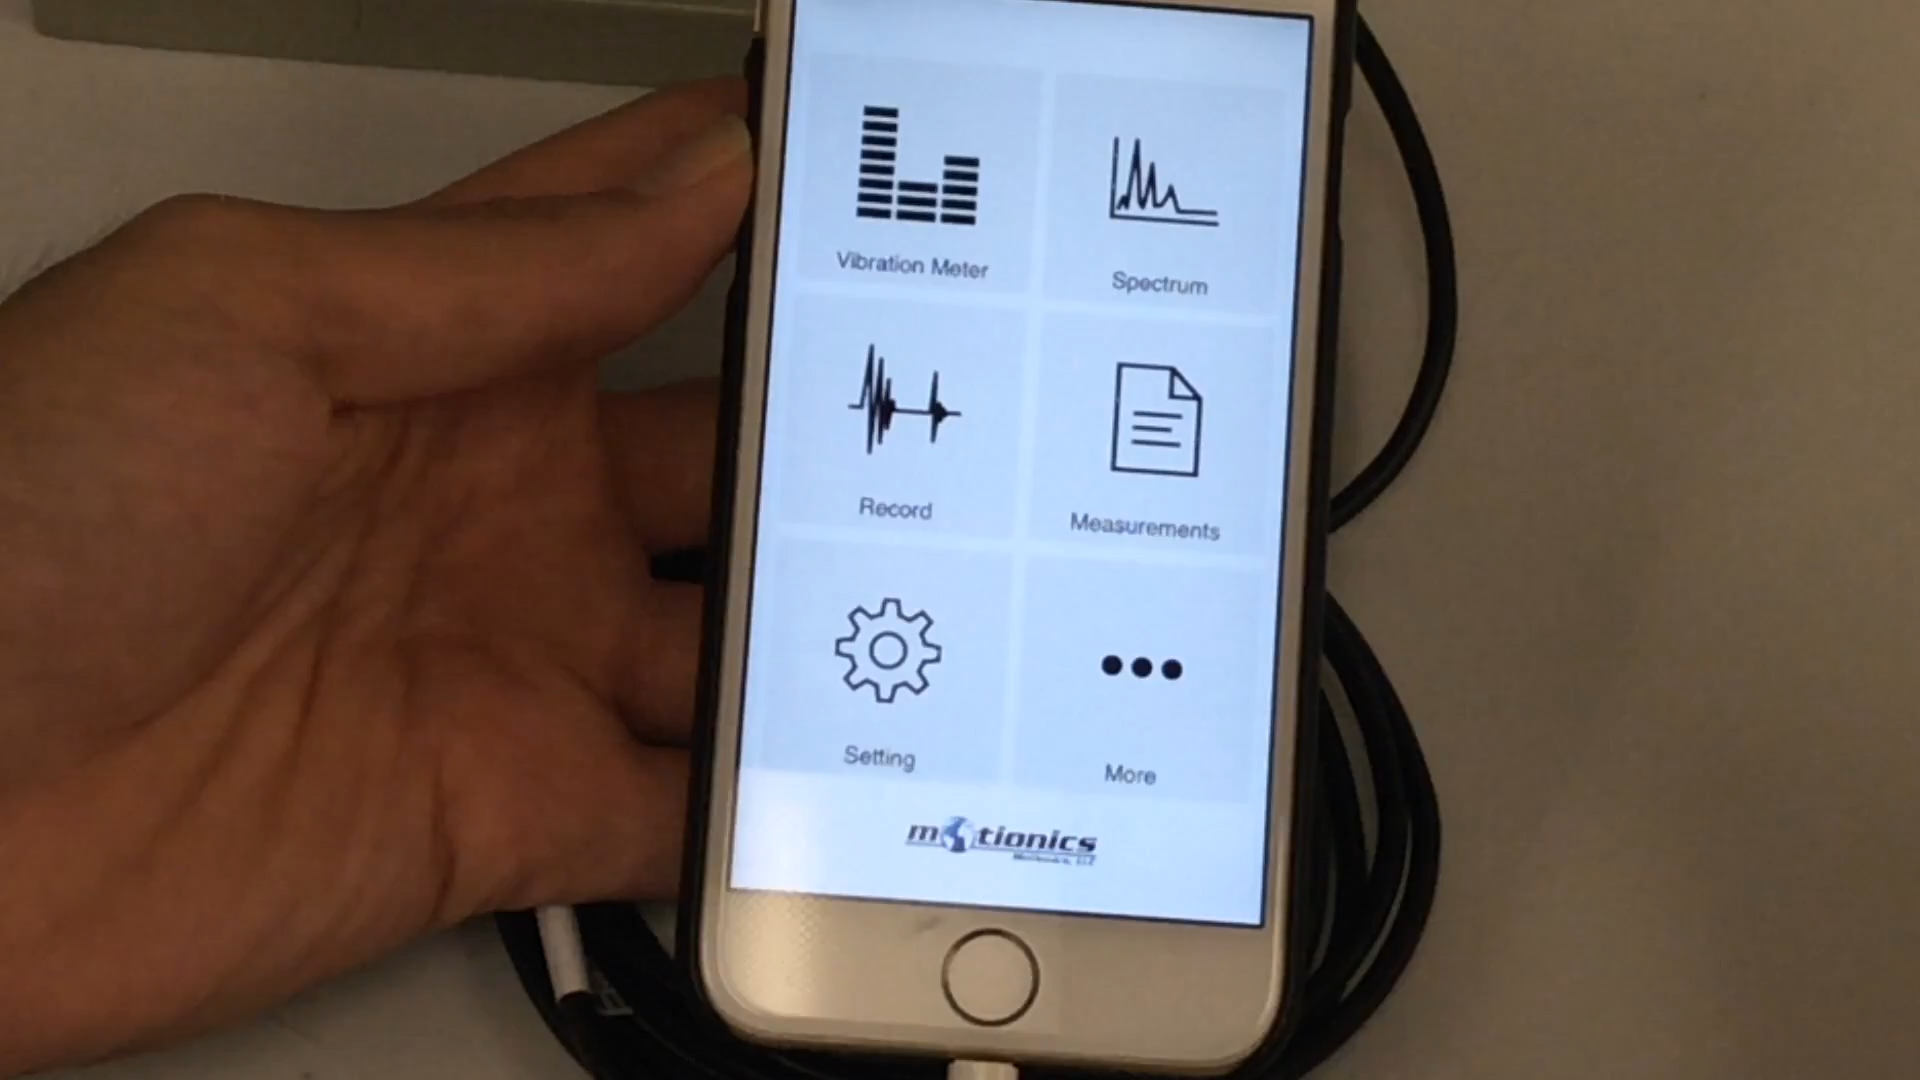 Vibration Meter
Spectrum
Record
Measurements
Setting
More
motionics